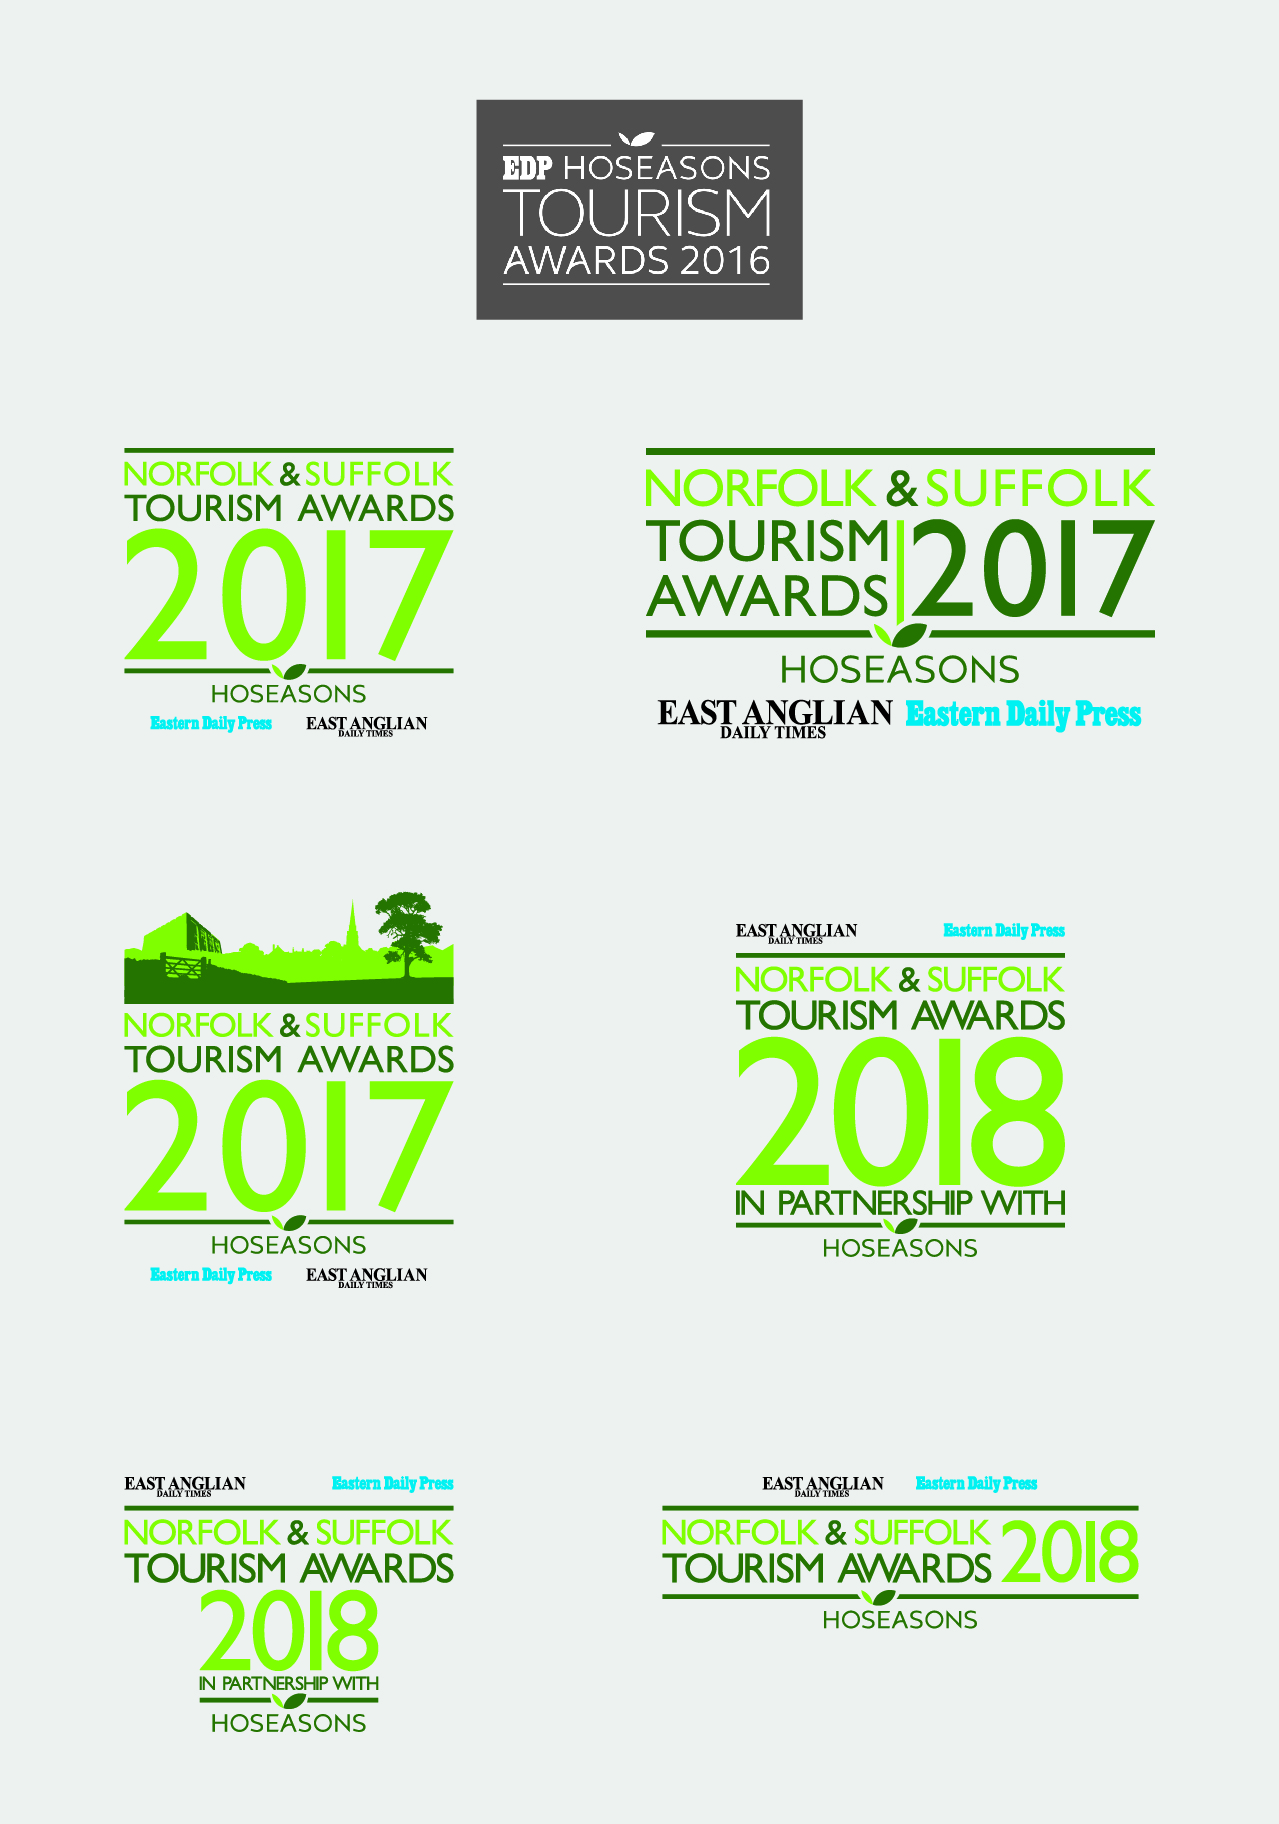 EDP HOSEASONS
TOURISM
AWARDS 2016
NORFOLK & SUFFOLK
TOURISM AWARDS
2017
HOSEASONS
Eastern Daily Press EAST ANGLIAN
DAILY TIMES
NORFOLK & SUFFOLK
TOURISM
AWARDS
2017
HOSEASONS
EAST ANGLIAN Eastern Daily Press
DAILY TIMES
NORFOLK & SUFFOLK
TOURISM AWARDS
2017
HOSEASONS
Eastern Daily Press EAST ANGLIAN
DAILY TIMES
EAST ANGLIAN Eastern Daily Press
DAILY TIMES
NORFOLK & SUFFOLK
TOURISM AWARDS
2018
IN PARTNERSHIP WITH
HOSEASONS
EAST ANGLIAN Eastern Daily Press
DAILY TIMES
NORFOLK & SUFFOLK
TOURISM AWARDS
2018
IN PARTNERSHIP WITH
HOSEASONS
EAST ANGLIAN Eastern Daily Press
DAILY TIMES
NORFOLK & SUFFOLK
TOURISM AWARDS
2018
HOSEASONS